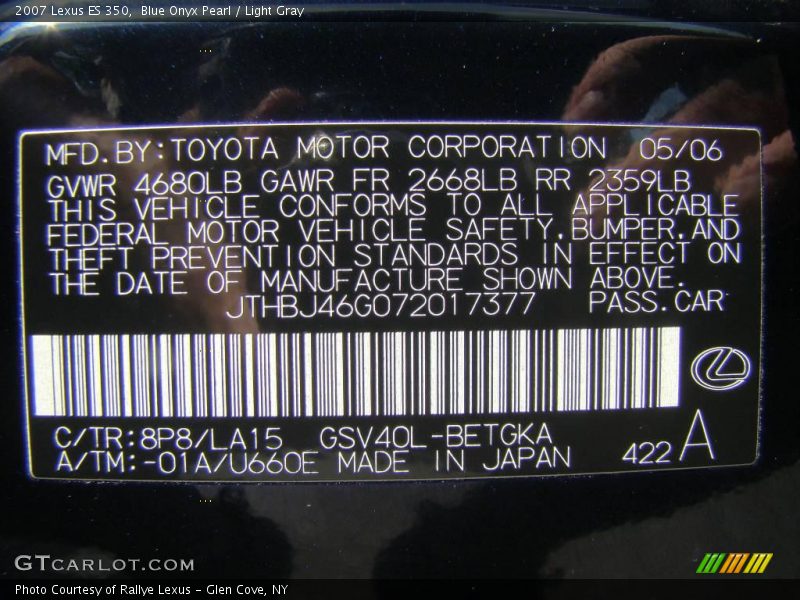 2007 Lexus ES 350,  Blue Onyx Pearl / Light Gray
MFD.BY:TOYOTA MOTOR CORPORATION 05/06
GVWR 4680LB GAWR FR 2668LB RR 2359LB
THIS VEHICLE CONFORMS TO ALL APPLICABLE
FEDERAL MOTOR VEHICLE SAFETY.BUMPER.AND
THEFT PREVENTION STANDARDS IN EFFECT ON
THE DATE OF MANUFACTURE SHOWN ABOVE.
JTHBJ46G072017377 PASS.CAR
C/TR:8P8/LA15 GSV40L-BETGKA
A/TM:-01A/U660E MADE IN JAPAN 422 A
GTCARLOT.COM
Photo Courtesy of Rallye Lexus - Glen Cove, NY